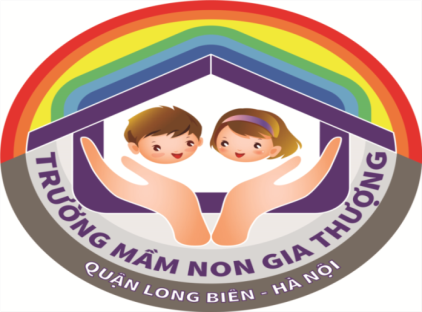 TRƯỜNG MẦM NON GIA THƯỢNG
QUẬN LONG BIÊN - HÀ NỘI